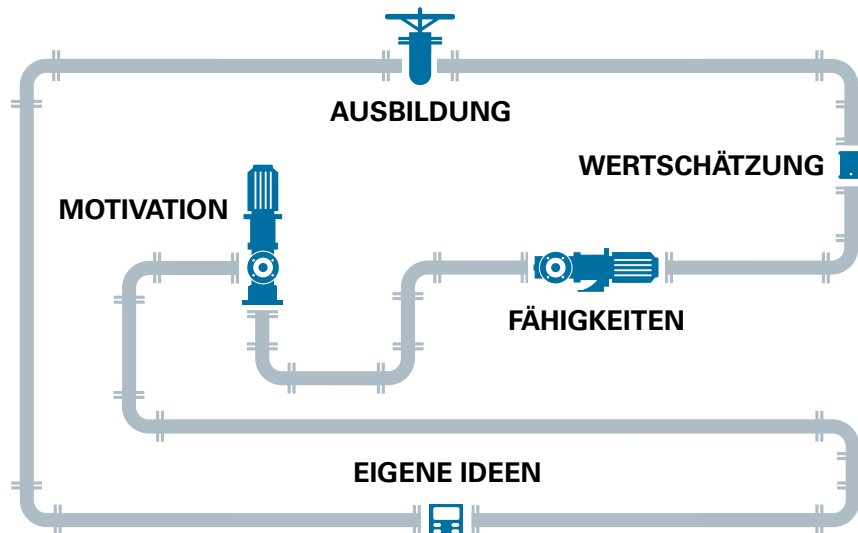 AUSBILDUNG
WERTSCHÄTZUNG
MOTIVATION
FÄHIGKEITEN
EIGENE IDEEN